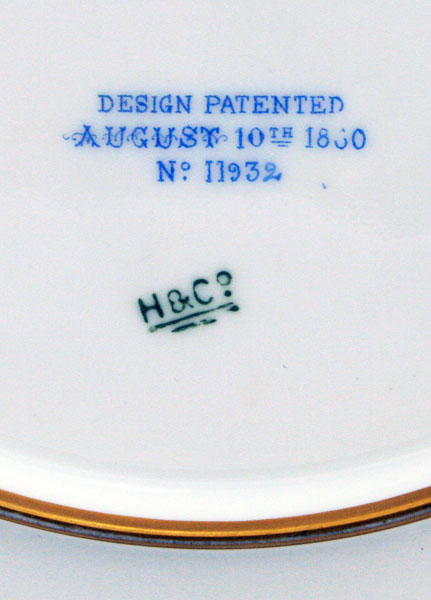 DESIGN PATENTED
AUGUST 10TH 1880
Nº 11932
H&Cº